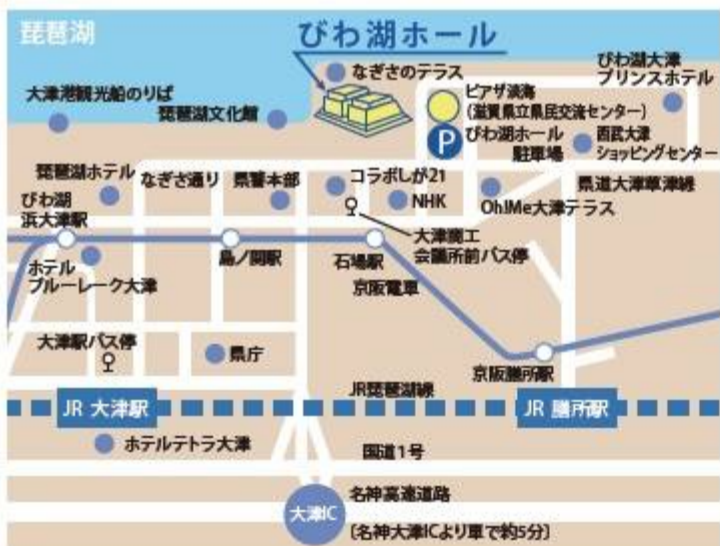 琵琶湖
びわ湖ホール
なぎさのテラス
びわ湖大津
プリンスホテル
大津港観光船のりば
琵琶湖文化館
ピアザ淡海
(滋賀県立県民交流センター)
P
びわ湖ホール
駐車場
西武大津
ショッピングセンター
琵琶湖ホテル
なぎさ通り
県警本部
コラボしが21
NHK
県道大津草津線
Oh!Me大津テラス
びわ湖
浜大津駅
大津商工
会議所前バス停
ホテル
ブルーレーク大津
島ノ関駅
石場駅
京阪電車
大津駅バス停
県庁
京阪膳所駅
JR琵琶湖線
JR 大津駅
JR 膳所駅
ホテルテトラ大津
国道1号
名神高速道路
大津IC
〔名神大津ICより車で約5分〕